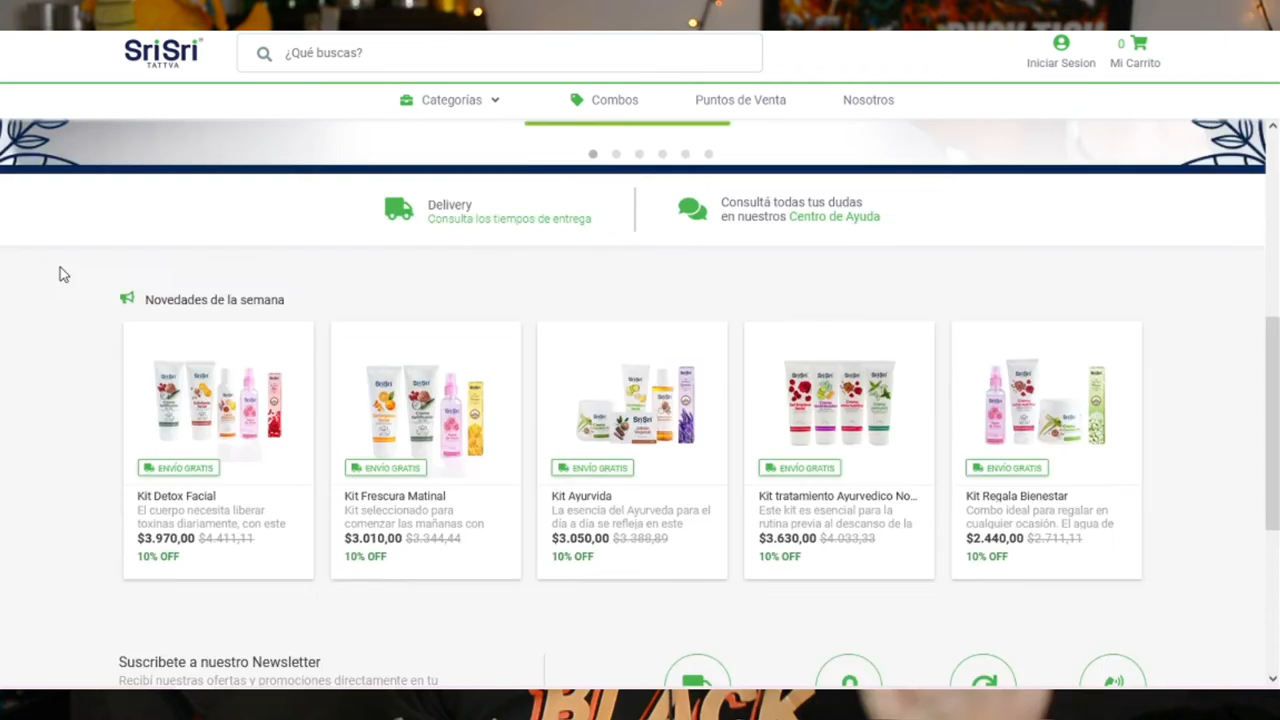 SriSri
TATTVA
¿Qué buscas?
Iniciar Sesion
0
Mi Carrito
Categorías
Combos
Puntos de Venta
Nosotros
Delivery
Consulta los tiempos de entrega
Consultá todas tus dudas
en nuestros Centro de Ayuda
Novedades de la semana
ENVÍO GRATIS
Kit Detox Facial
El cuerpo necesita liberar
toxinas diariamente, con este
$3.970,00 $4.411,11
10% OFF
ENVÍO GRATIS
Kit Frescura Matinal
Kit seleccionado para
comenzar las mañanas con
$3.010,00 $3.344,44
10% OFF
ENVÍO GRATIS
Kit Ayurvida
La esencia del Ayurveda para el
día a día se refleja en este
$3.050,00 $3.388,89
10% OFF
ENVÍO GRATIS
Kit tratamiento Ayurvedico No...
Este kit es esencial para la
rutina previa al descanso de la
$3.630,00 $4.033,33
10% OFF
ENVÍO GRATIS
Kit Regala Bienestar
Combo ideal para regalar en
cualquier ocasión. El agua de
$2.440,00 $2.711,11
10% OFF
Suscribete a nuestro Newsletter
Recibí nuestras ofertas y promociones directamente en tu
BLACK